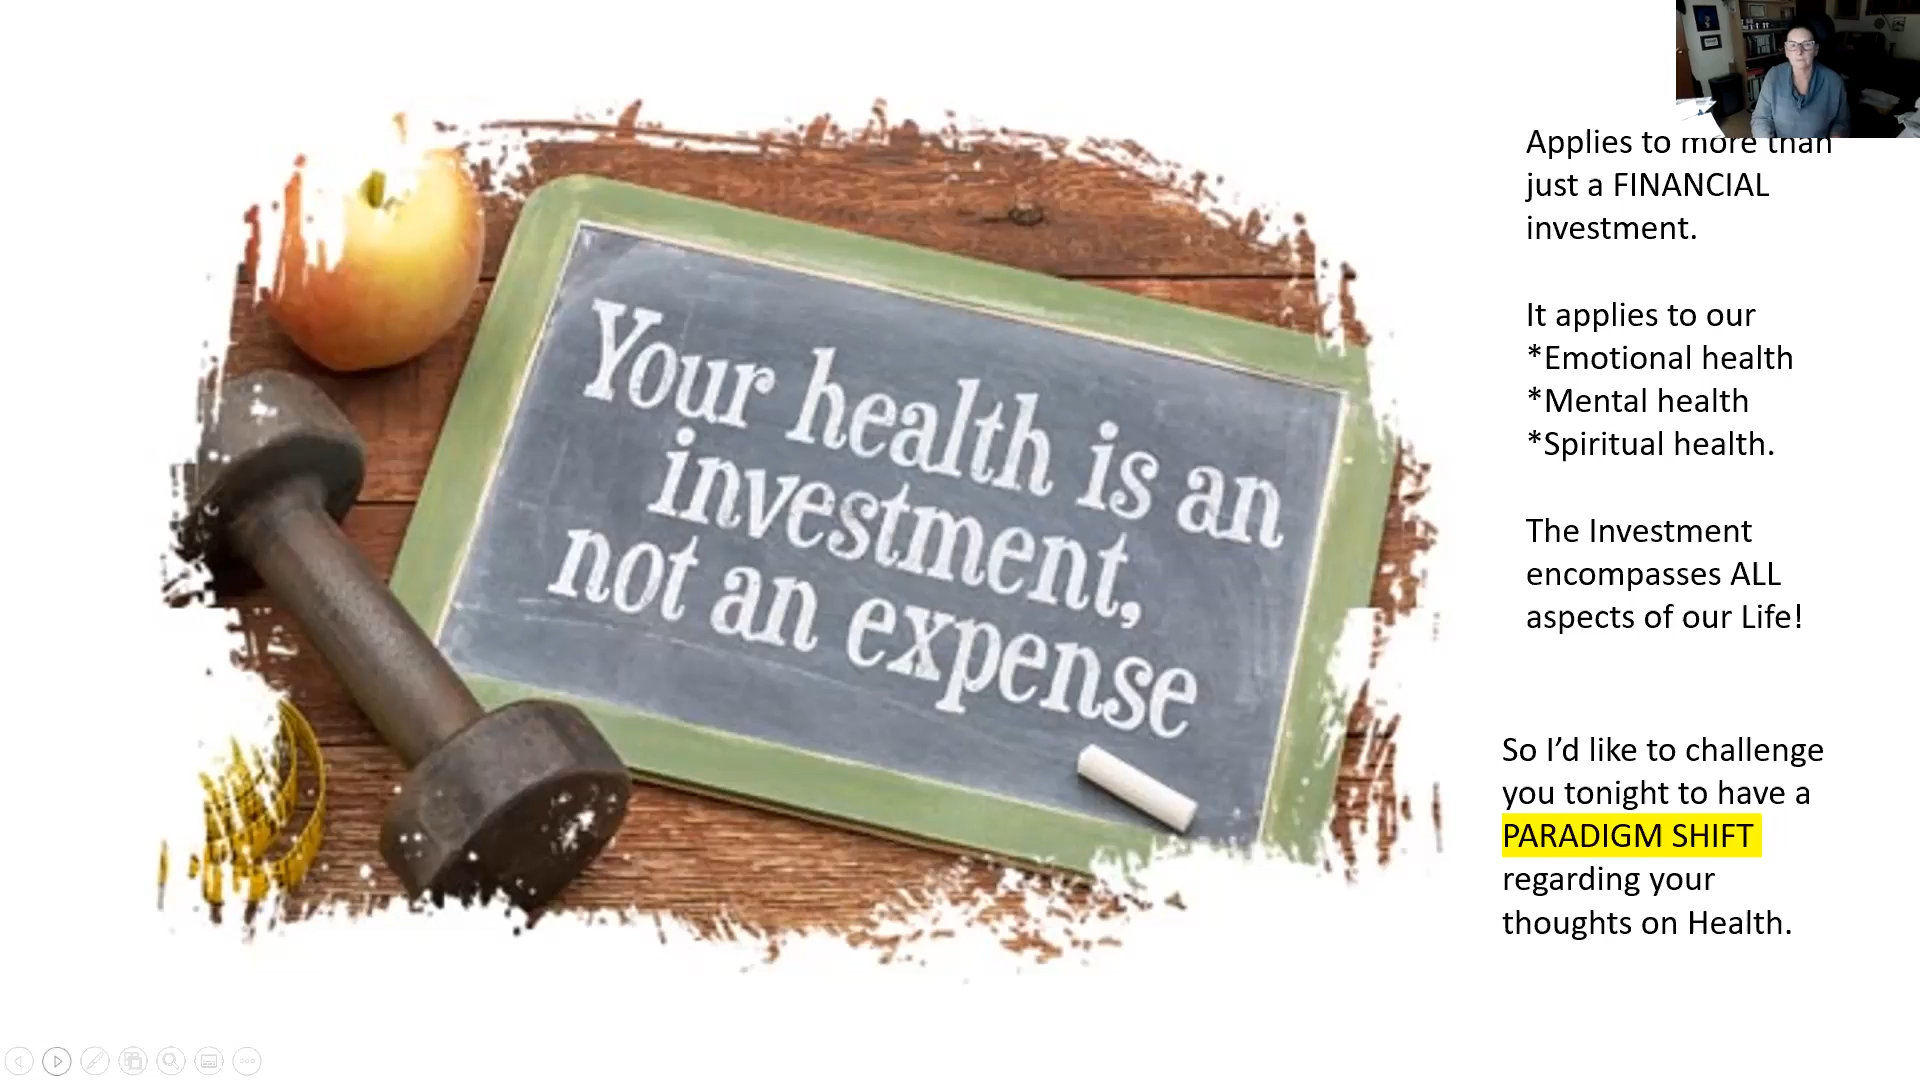 Your health is an
investment,
not an expense
Applies to more than
just a FINANCIAL
investment.
It applies to our
*Emotional health
*Mental health
*Spiritual health.
The Investment
encompasses ALL
aspects of our Life!
So I’d like to challenge
you tonight to have a
PARADIGM SHIFT
regarding your
thoughts on Health.